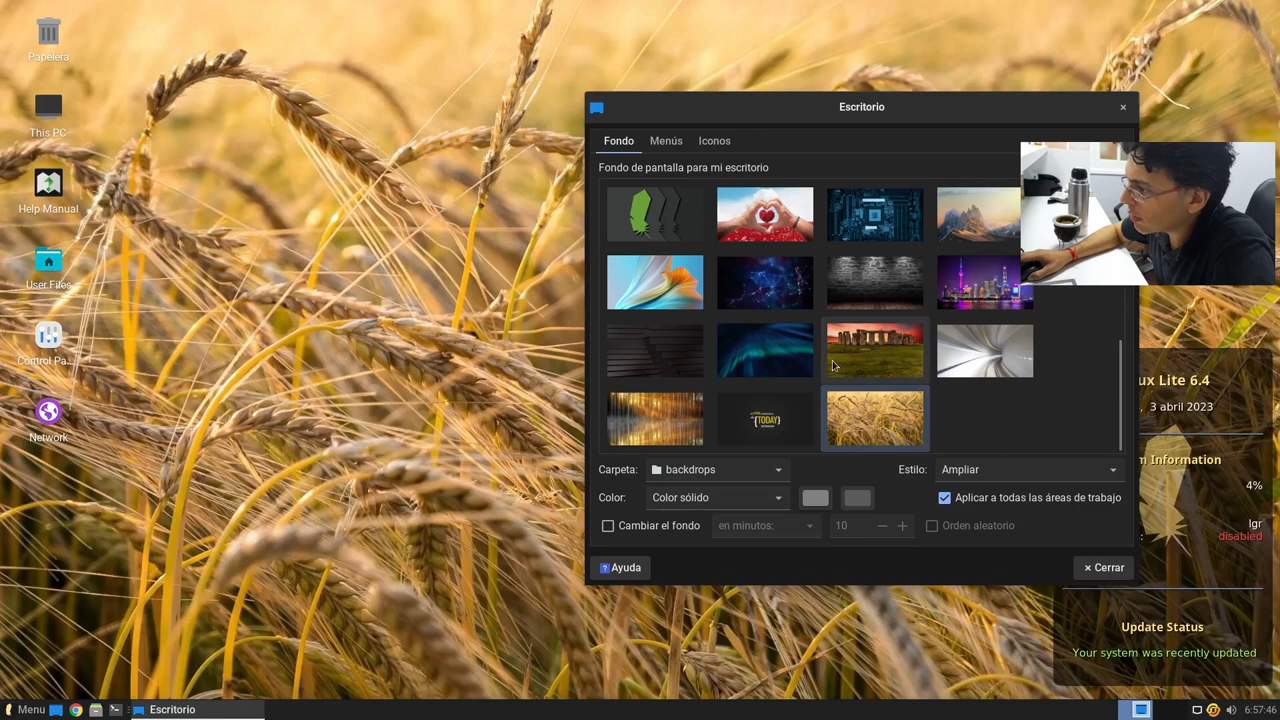 Papelera
This PC
Help Manual
User Files
Control Pa...
Network
Escritorio
Fondo
Menús
Iconos
Fondo de pantalla para mi escritorio
{TODAY}
Carpeta:
backdrops
Estilo:
Ampliar
Color:
Color sólido
Aplicar a todas las áreas de trabajo
Cambiar el fondo
en minutos:
10
Orden aleatorio
Ayuda
Cerrar
ux Lite 6.4
, 3 abril 2023
m Information
4%
lgr
: disabled
Update Status
Your system was recently updated
Menu
Escritorio
6:57:46